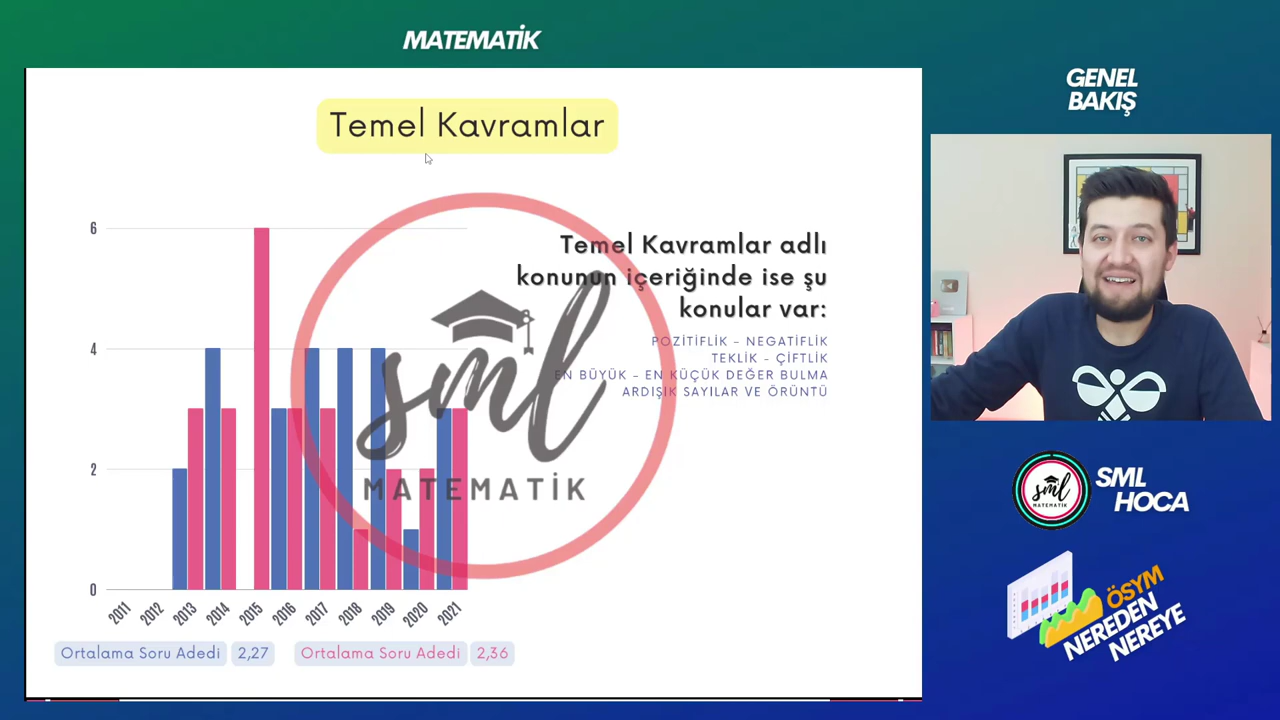 MATEMATİK
GENEL
BAKIŞ
Temel Kavramlar
Temel Kavramlar adlı
konunun içeriğinde ise şu
konular var:
POZİTİFLİK - NEGATİFLİK
TEKLİK - ÇİFTLİK
EN BÜYÜK - EN KÜÇÜK DEĞER BULMA
ARDIŞIK SAYILAR VE ÖRÜNTÜ
6
4
2
0
2011 2012 2013 2014 2015 2016 2017 2018 2019 2020 2021
Ortalama Soru Adedi 2,27 Ortalama Soru Adedi 2,36
sml
MATEMATİK
sml
MATEMATİK
SML
HOCA
ÖSYM
NEREDEN
NEREYE